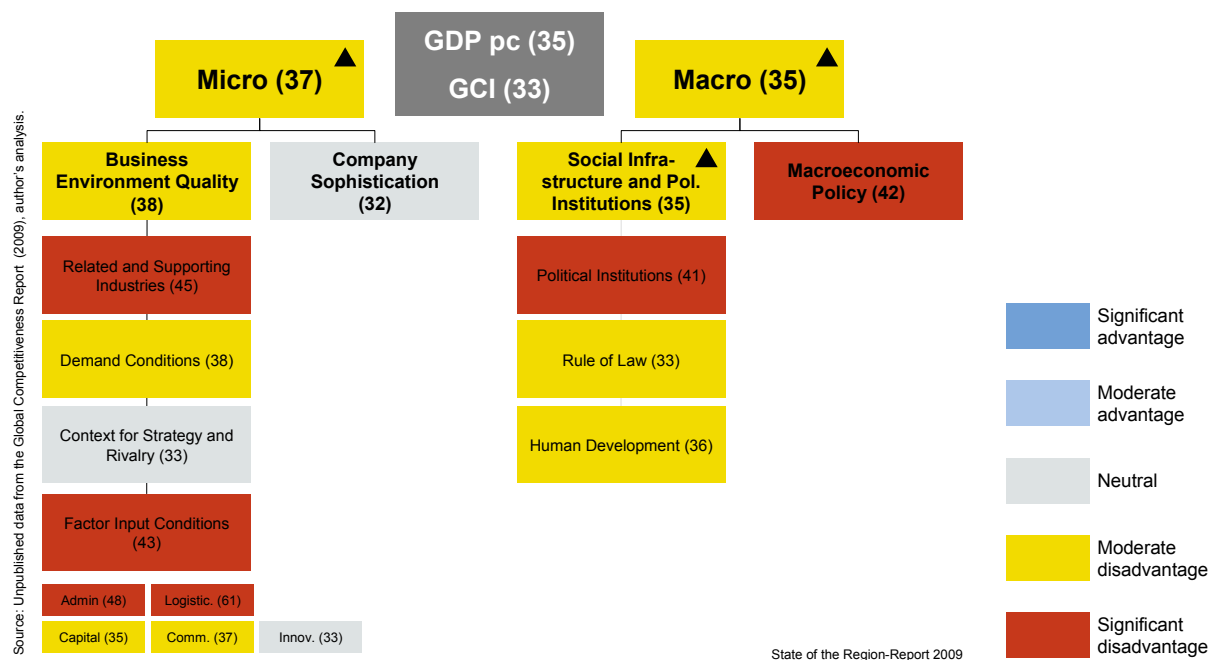 GDP pc (35)
GCI (33)
Micro (37)
Macro (35)
Business
Environment Quality
(38)
Company
Sophistication
(32)
Social Infra-
structure and Pol.
Institutions (35)
Macroeconomic
Policy (42)
Related and Supporting
Industries (45)
Demand Conditions (38)
Context for Strategy and
Rivalry (33)
Factor Input Conditions
(43)
Admin (48)
Logistic. (61)
Capital (35)
Comm. (37)
Innov. (33)
Political Institutions (41)
Rule of Law (33)
Human Development (36)
Significant
advantage
Moderate
advantage
Neutral
Moderate
disadvantage
Significant
disadvantage
State of the Region-Report 2009
Source: Unpublished data from the Global Competitiveness Report (2009), author's analysis.